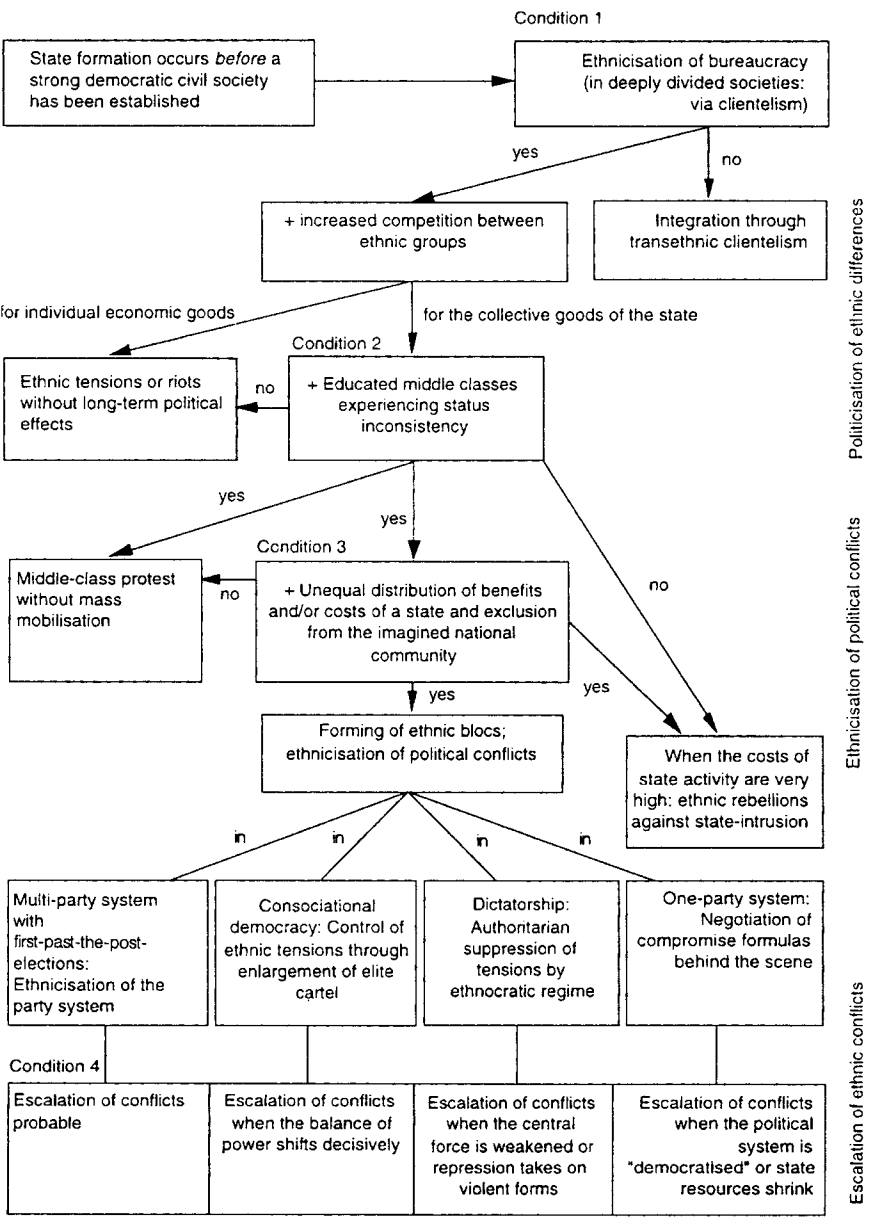 Condition 1
State formation occurs before a
strong democratic civil society
has been established
Ethnicisation of bureaucracy
(in deeply divided societies:
via clientelism)
yes
no
+ increased competition between
ethnic groups
Integration through
transethnic clientelism
for individual economic goods
for the collective goods of the state
Condition 2
Ethnic tensions or riots
without long-term political
effects
no
+ Educated middle classes
experiencing status
inconsistency
Politicisation of ethnic differences
yes
yes
no
Condition 3
Middle-class protest
without mass
mobilisation
no
+ Unequal distribution of benefits
and/or costs of a state and exclusion
from the imagined national
community
yes
yes
Forming of ethnic blocs;
ethnicisation of political conflicts
When the costs of
state activity are very
high: ethnic rebellions
against state-intrusion
Ethnicisation of political conflicts
in
in
in
in
Multi-party system
with
first-past-the-post-
elections:
Ethnicisation of the
party system
Consociational
democracy: Control of
ethnic tensions through
enlargement of elite
cartel
Dictatorship:
Authoritarian
suppression of
tensions by
ethnocratic regime
One-party system:
Negotiation of
compromise formulas
behind the scene
Condition 4
Escalation of conflicts
probable
Escalation of conflicts
when the balance of
power shifts decisively
Escalation of conflicts
when the central
force is weakened or
repression takes on
violent forms
Escalation of conflicts
when the political
system is
"democratised" or state
resources shrink
Escalation of ethnic conflicts